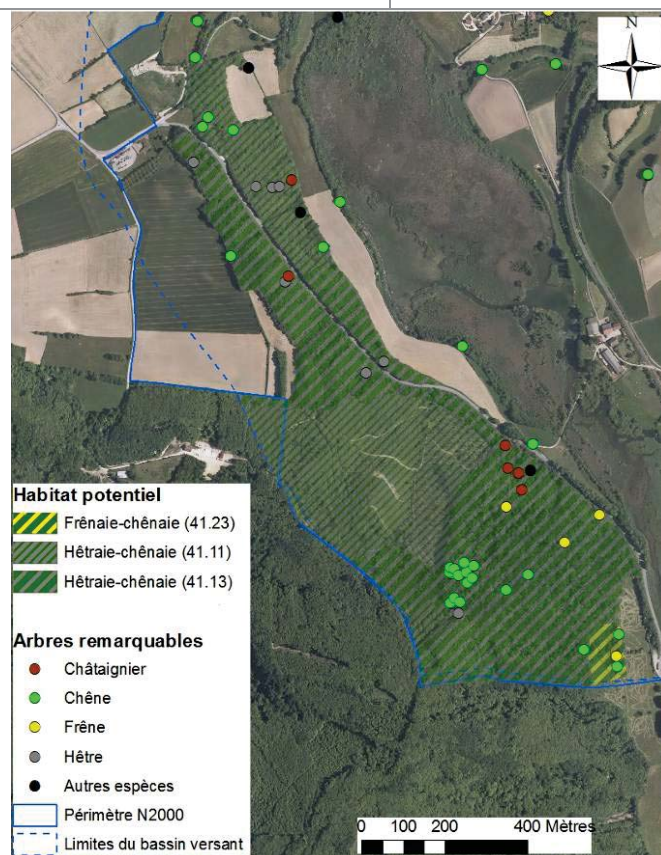 N
Habitat potentiel
Frênaie-chênaie (41.23)
Hêtraie-chênaie (41.11)
Hêtraie-chênaie (41.13)
Arbres remarquables
Châtaignier
Chêne
Frêne
Hêtre
Autres espèces
Périmètre N2000
Limites du bassin versant
0 100 200 400 Mètres